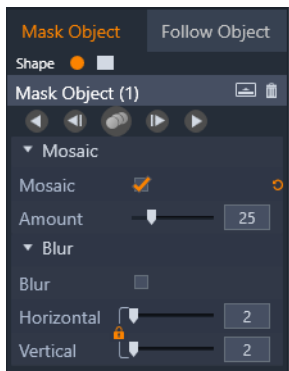 Mask Object Follow Object
Shape
Mask Object (1)
Mosaic
Mosaic
Amount 25
Blur
Blur
Horizontal 2
Vertical 2